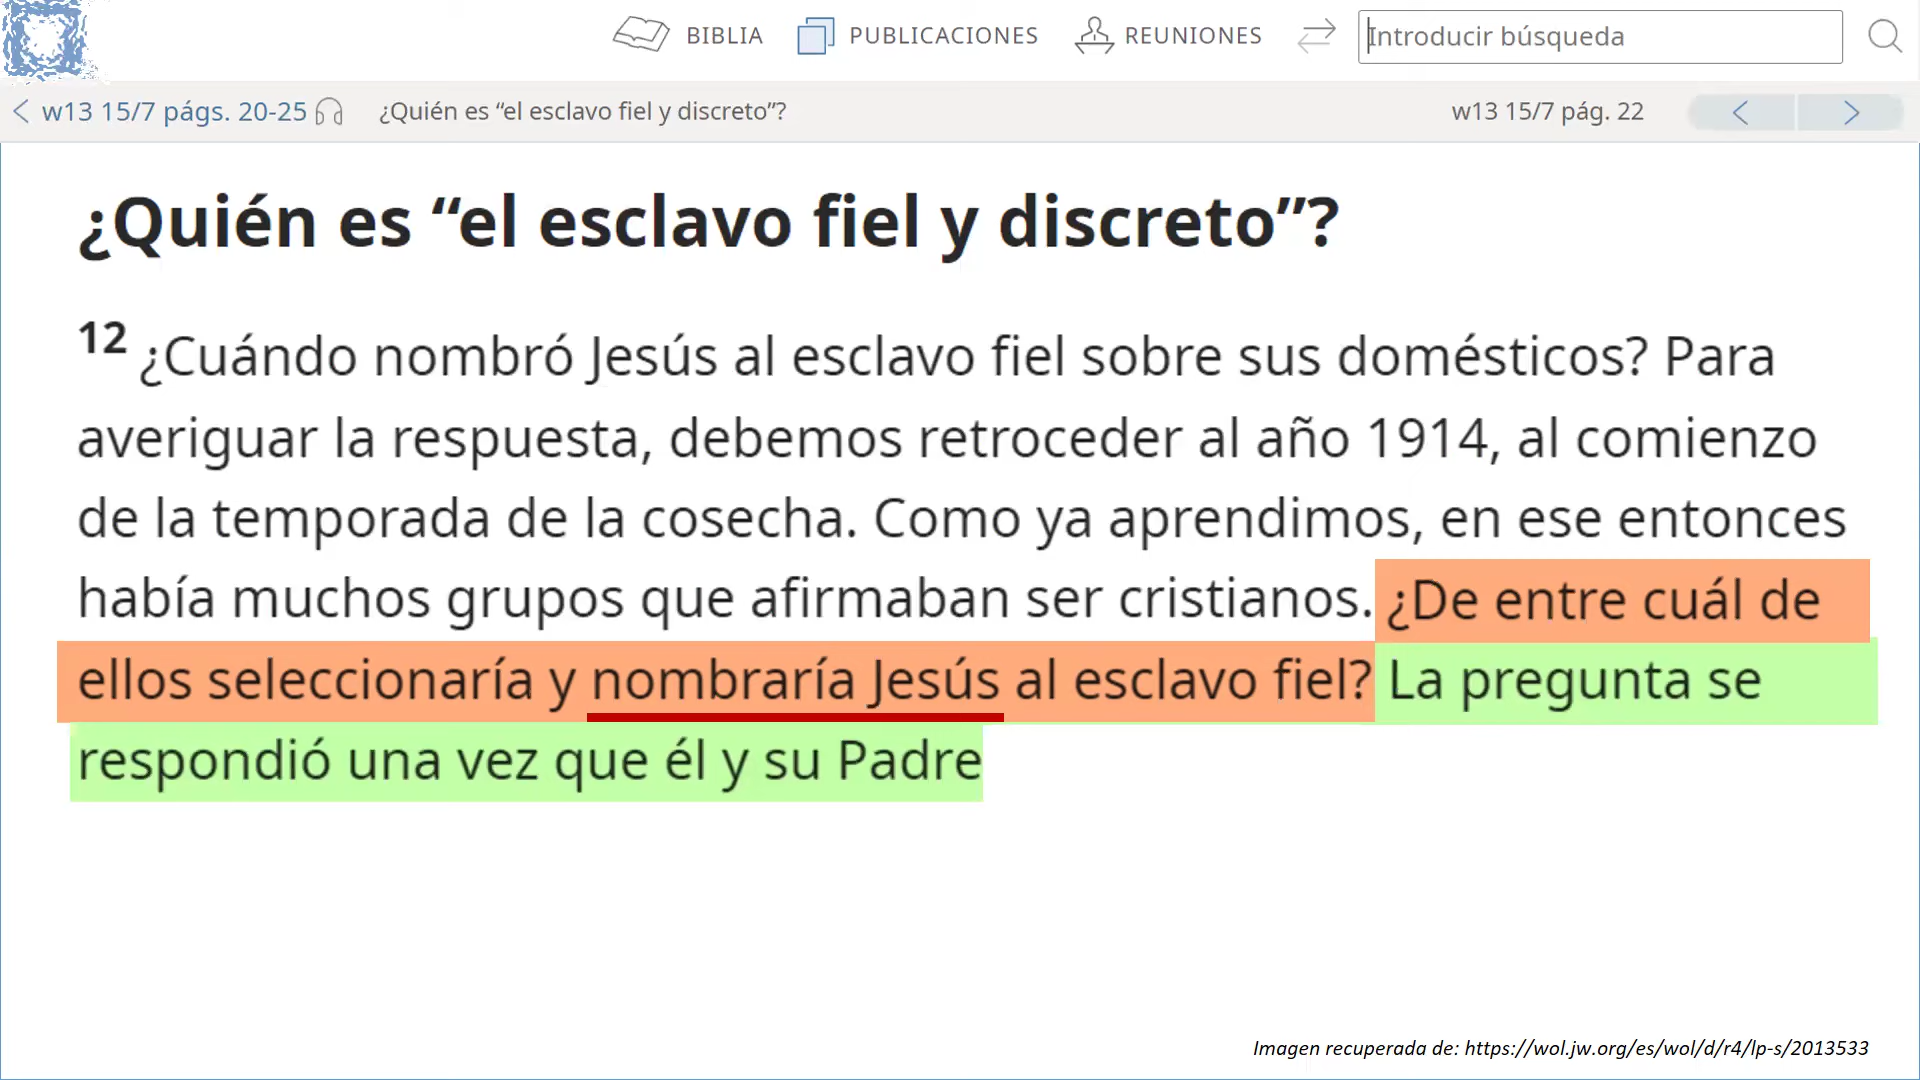 BIBLIA PUBLICACIONES REUNIONES Introducir búsqueda
w13 15/7 págs. 20-25 ¿Quién es “el esclavo fiel y discreto”? w13 15/7 pág. 22
¿Quién es “el esclavo fiel y discreto”?
12 ¿Cuándo nombró Jesús al esclavo fiel sobre sus domésticos? Para
averiguar la respuesta, debemos retroceder al año 1914, al comienzo
de la temporada de la cosecha. Como ya aprendimos, en ese entonces
había muchos grupos que afirmaban ser cristianos. ¿De entre cuál de
ellos seleccionaría y nombraría Jesús al esclavo fiel? La pregunta se
respondió una vez que él y su Padre
Imagen recuperada de: https://wol.jw.org/es/wol/d/r4/lp-s/2013533